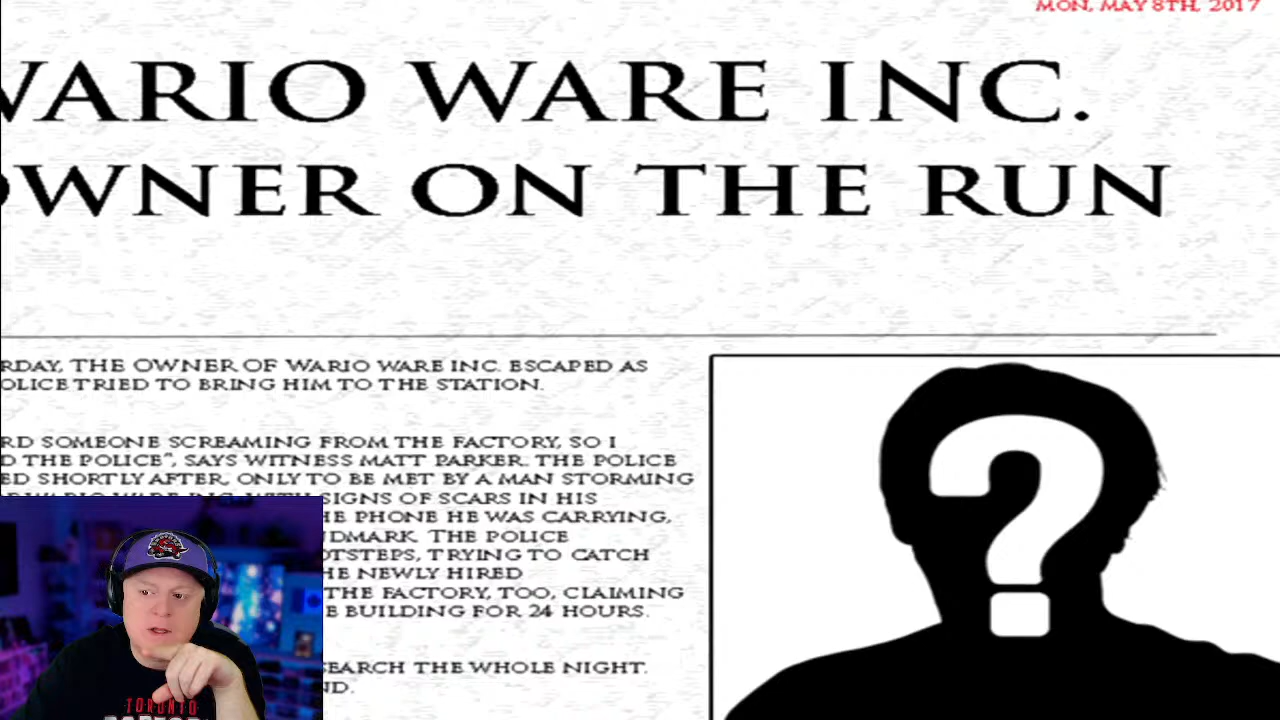 MON, MAY 8TH, 2017
WARIO WARE INC.
OWNER ON THE RUN
RDAY, THE OWNER OF WARIO WARE INC. ESCAPED AS
OLICE TRIED TO BRING HIM TO THE STATION.
RD SOMEONE SCREAMING FROM THE FACTORY, SO I
D THE POLICE", SAYS WITNESS MATT PARKER. THE POLICE
ED SHORTLY AFTER, ONLY TO BE MET BY A MAN STORMING
SIGNS OF SCARS IN HIS
HE PHONE HE WAS CARRYING,
NDMARK. THE POLICE
OTSTEPS, TRYING TO CATCH
HE NEWLY HIRED
THE FACTORY, TOO, CLAIMING
E BUILDING FOR 24 HOURS.
SEARCH THE WHOLE NIGHT.
ND.
?
TORONTO